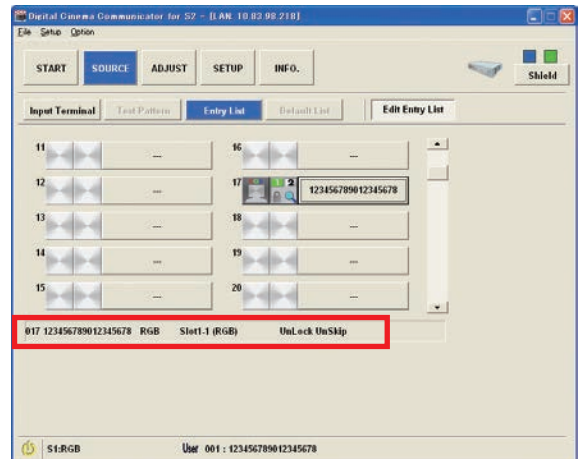 Digital Cinema Communicator for S2 - [LAN 10.83.98.218]
File Setup Option
START SOURCE ADJUST SETUP INFO. Shield
Input Terminal Test Pattern Entry List Default List Edit Entry List
11 --- 16 ---
12 --- 17 1 2 123456789012345678
13 --- 18 ---
14 --- 19 ---
15 --- 20 ---
017 123456789012345678 RGB Slot1-1 (RGB) UnLock UnSkip
S1:RGB User 001 : 123456789012345678